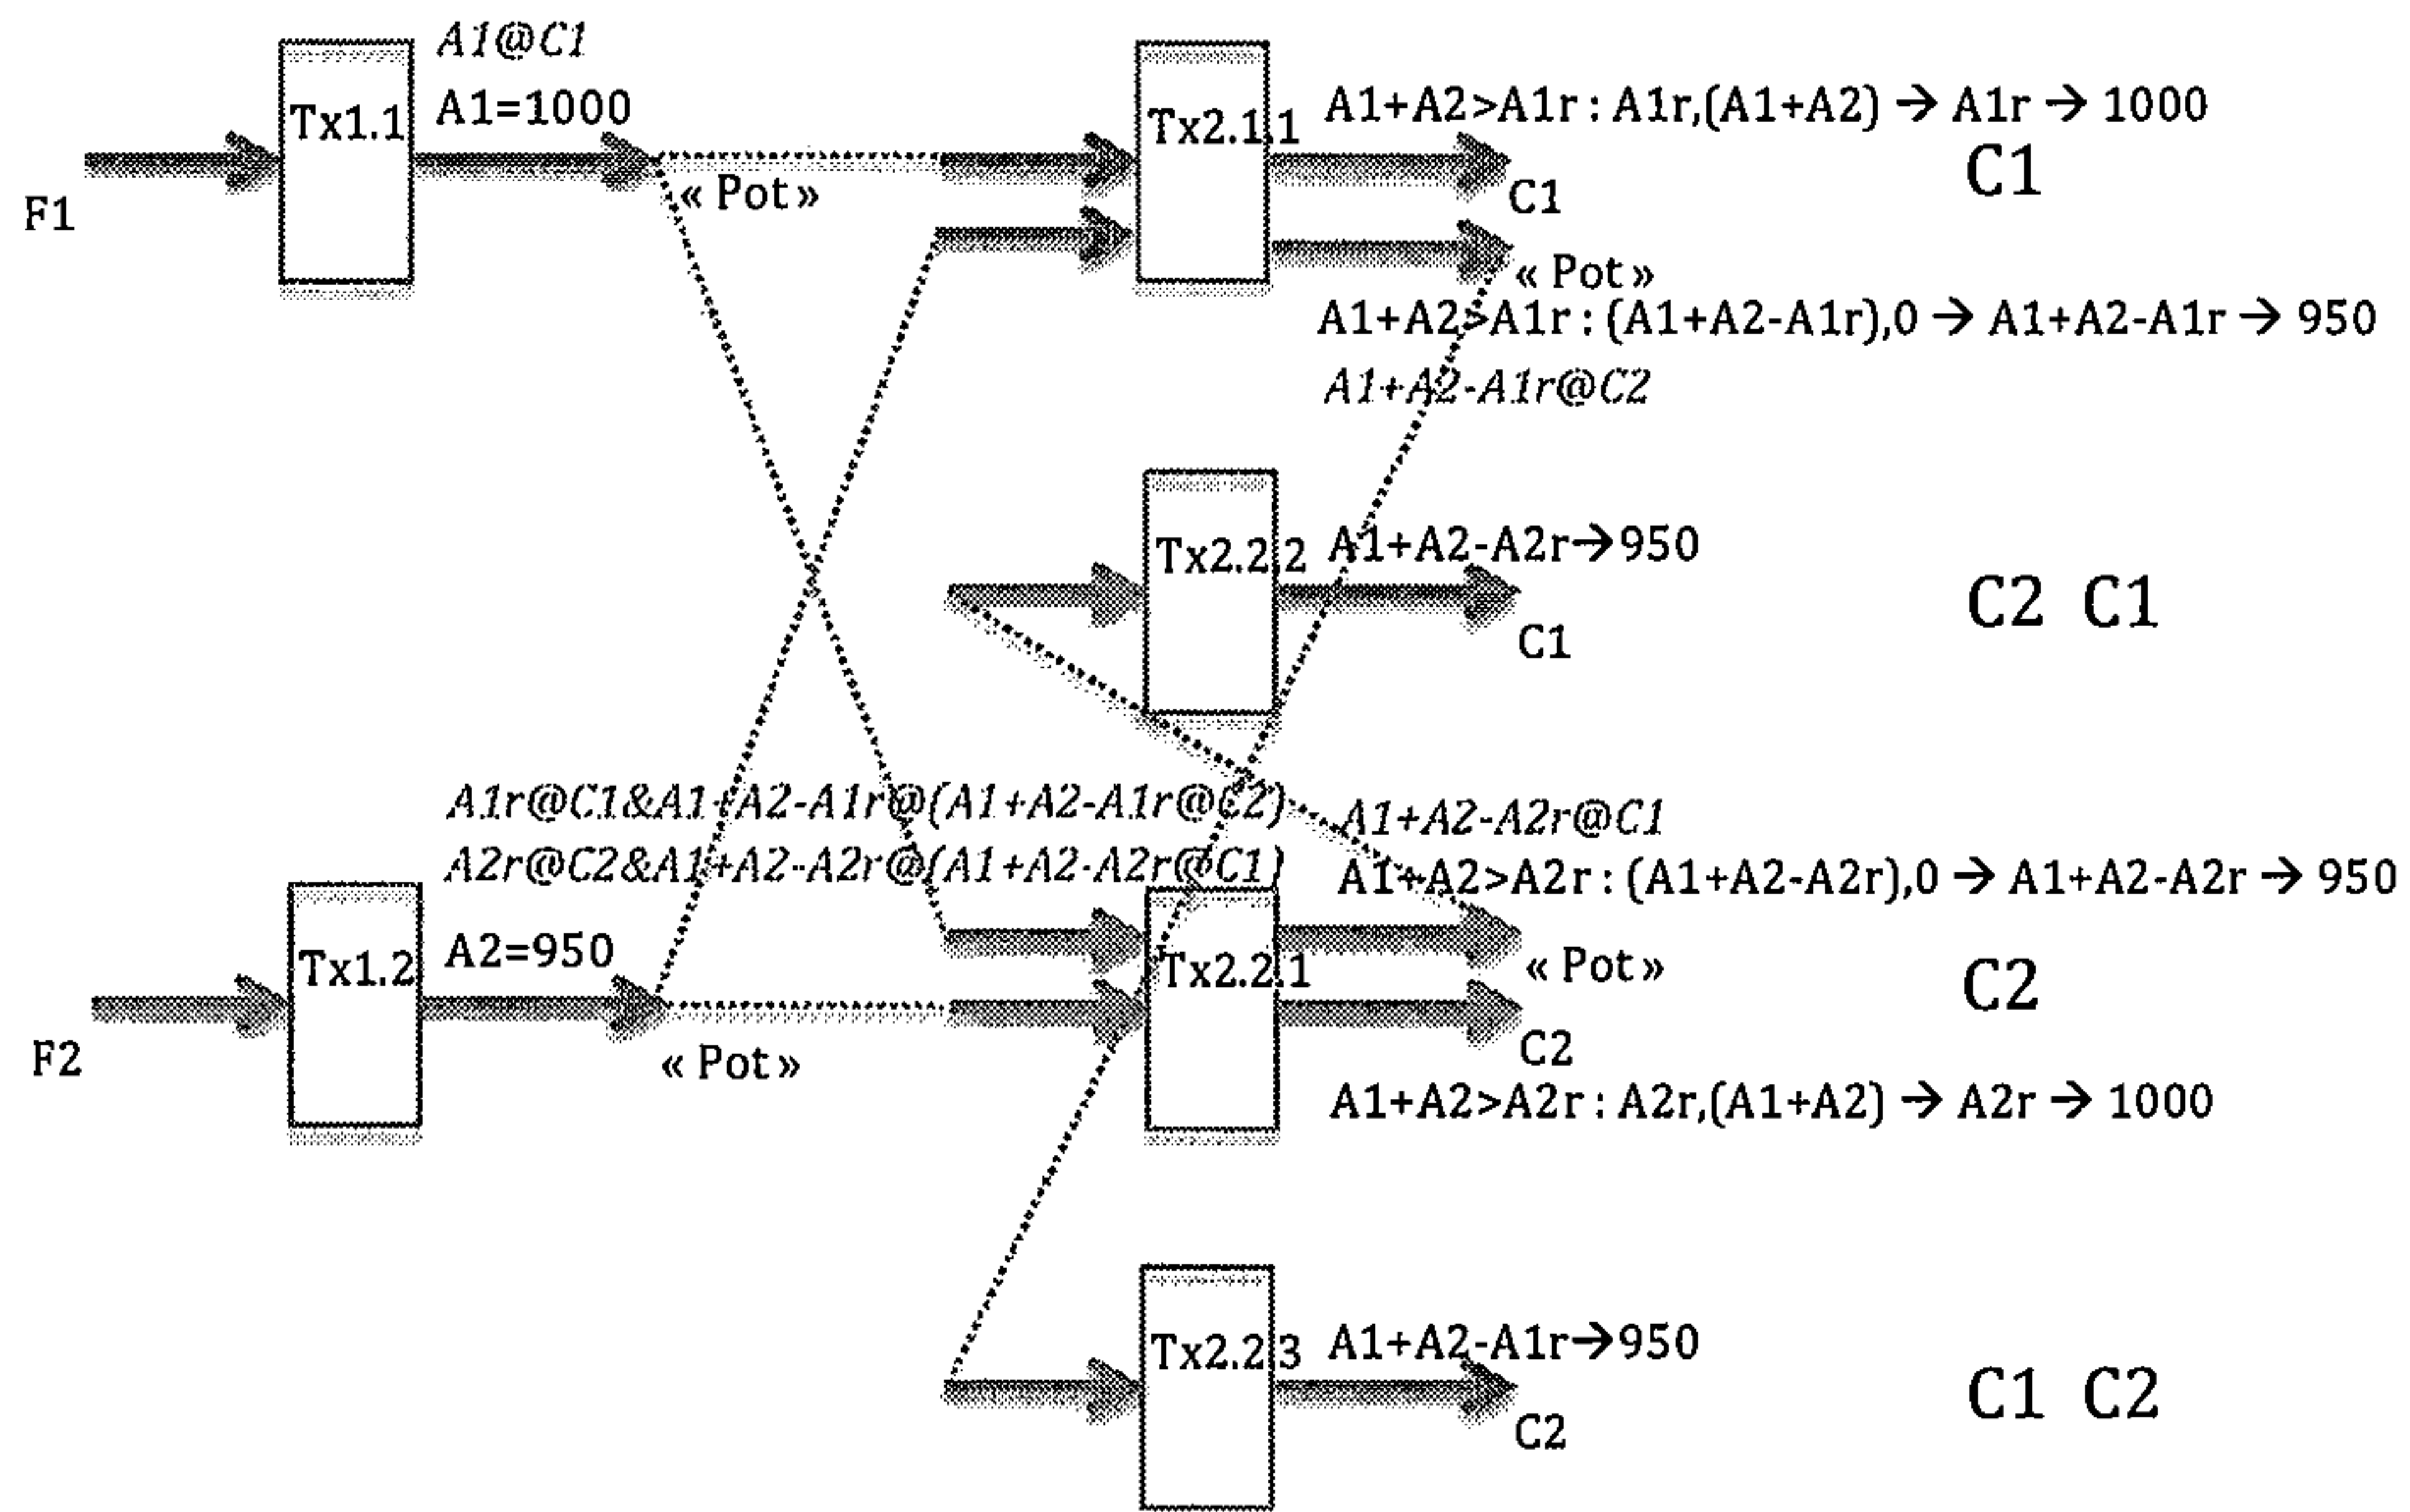 A1@C1
Tx1.1
A1=1000
F1
« Pot »
Tx2.1.1
A1+A2>A1r : A1r,(A1+A2) → A1r → 1000
C1
C1
« Pot »
A1+A2>A1r : (A1+A2-A1r),0 → A1+A2-A1r → 950
A1+A2-A1r@C2
Tx2.2.2
A1+A2-A2r→950
C1
C2 C1
A1r@C1&A1+A2-A1r@(A1+A2-A1r@C2)
A2r@C2&A1+A2-A2r@(A1+A2-A2r@C1)
A1+A2-A2r@C1
A1+A2>A2r : (A1+A2-A2r),0 → A1+A2-A2r → 950
Tx1.2
A2=950
F2
« Pot »
Tx2.2.1
« Pot »
C2
C2
A1+A2>A2r : A2r,(A1+A2) → A2r → 1000
Tx2.2.3
A1+A2-A1r→950
C2
C1 C2